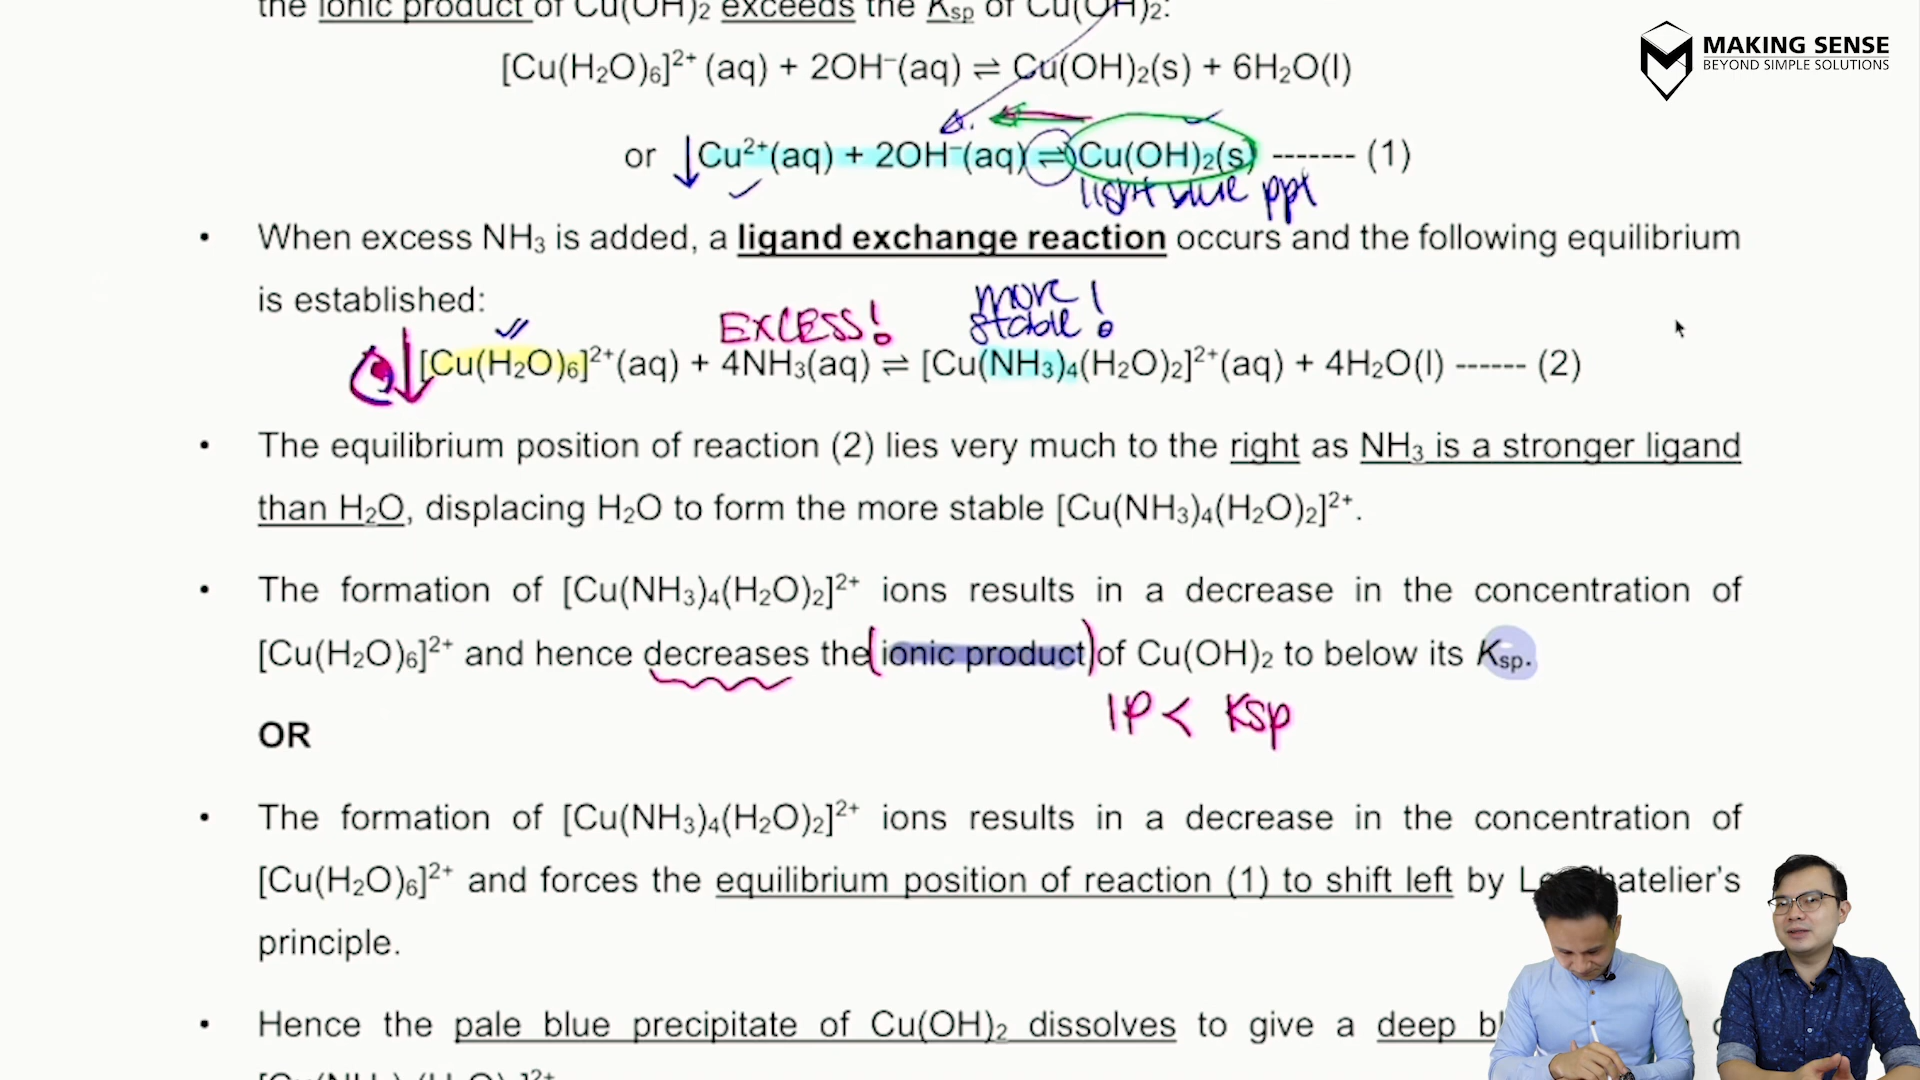 the ionic product of Cu(OH)₂ exceeds the Ksp of Cu(OH)₂:
MAKING SENSE
BEYOND SIMPLE SOLUTIONS
[Cu(H₂O)₆]²⁺ (aq) + 2OH⁻(aq) ⇌ Cu(OH)₂(s) + 6H₂O(l)
or Cu²⁺(aq) + 2OH⁻(aq) ⇌ Cu(OH)₂(s) ------- (1)
light blue ppt
• When excess NH₃ is added, a ligand exchange reaction occurs and the following equilibrium
is established:
EXCESS!
more stable!
[Cu(H₂O)₆]²⁺(aq) + 4NH₃(aq) ⇌ [Cu(NH₃)₄(H₂O)₂]²⁺(aq) + 4H₂O(l) ------ (2)
• The equilibrium position of reaction (2) lies very much to the right as NH₃ is a stronger ligand
than H₂O, displacing H₂O to form the more stable [Cu(NH₃)₄(H₂O)₂]²⁺.
• The formation of [Cu(NH₃)₄(H₂O)₂]²⁺ ions results in a decrease in the concentration of
[Cu(H₂O)₆]²⁺ and hence decreases the (ionic product) of Cu(OH)₂ to below its Ksp.
IP < Ksp
OR
• The formation of [Cu(NH₃)₄(H₂O)₂]²⁺ ions results in a decrease in the concentration of
[Cu(H₂O)₆]²⁺ and forces the equilibrium position of reaction (1) to shift left by
principle.
• Hence the pale blue precipitate of Cu(OH)₂ dissolves to give a deep